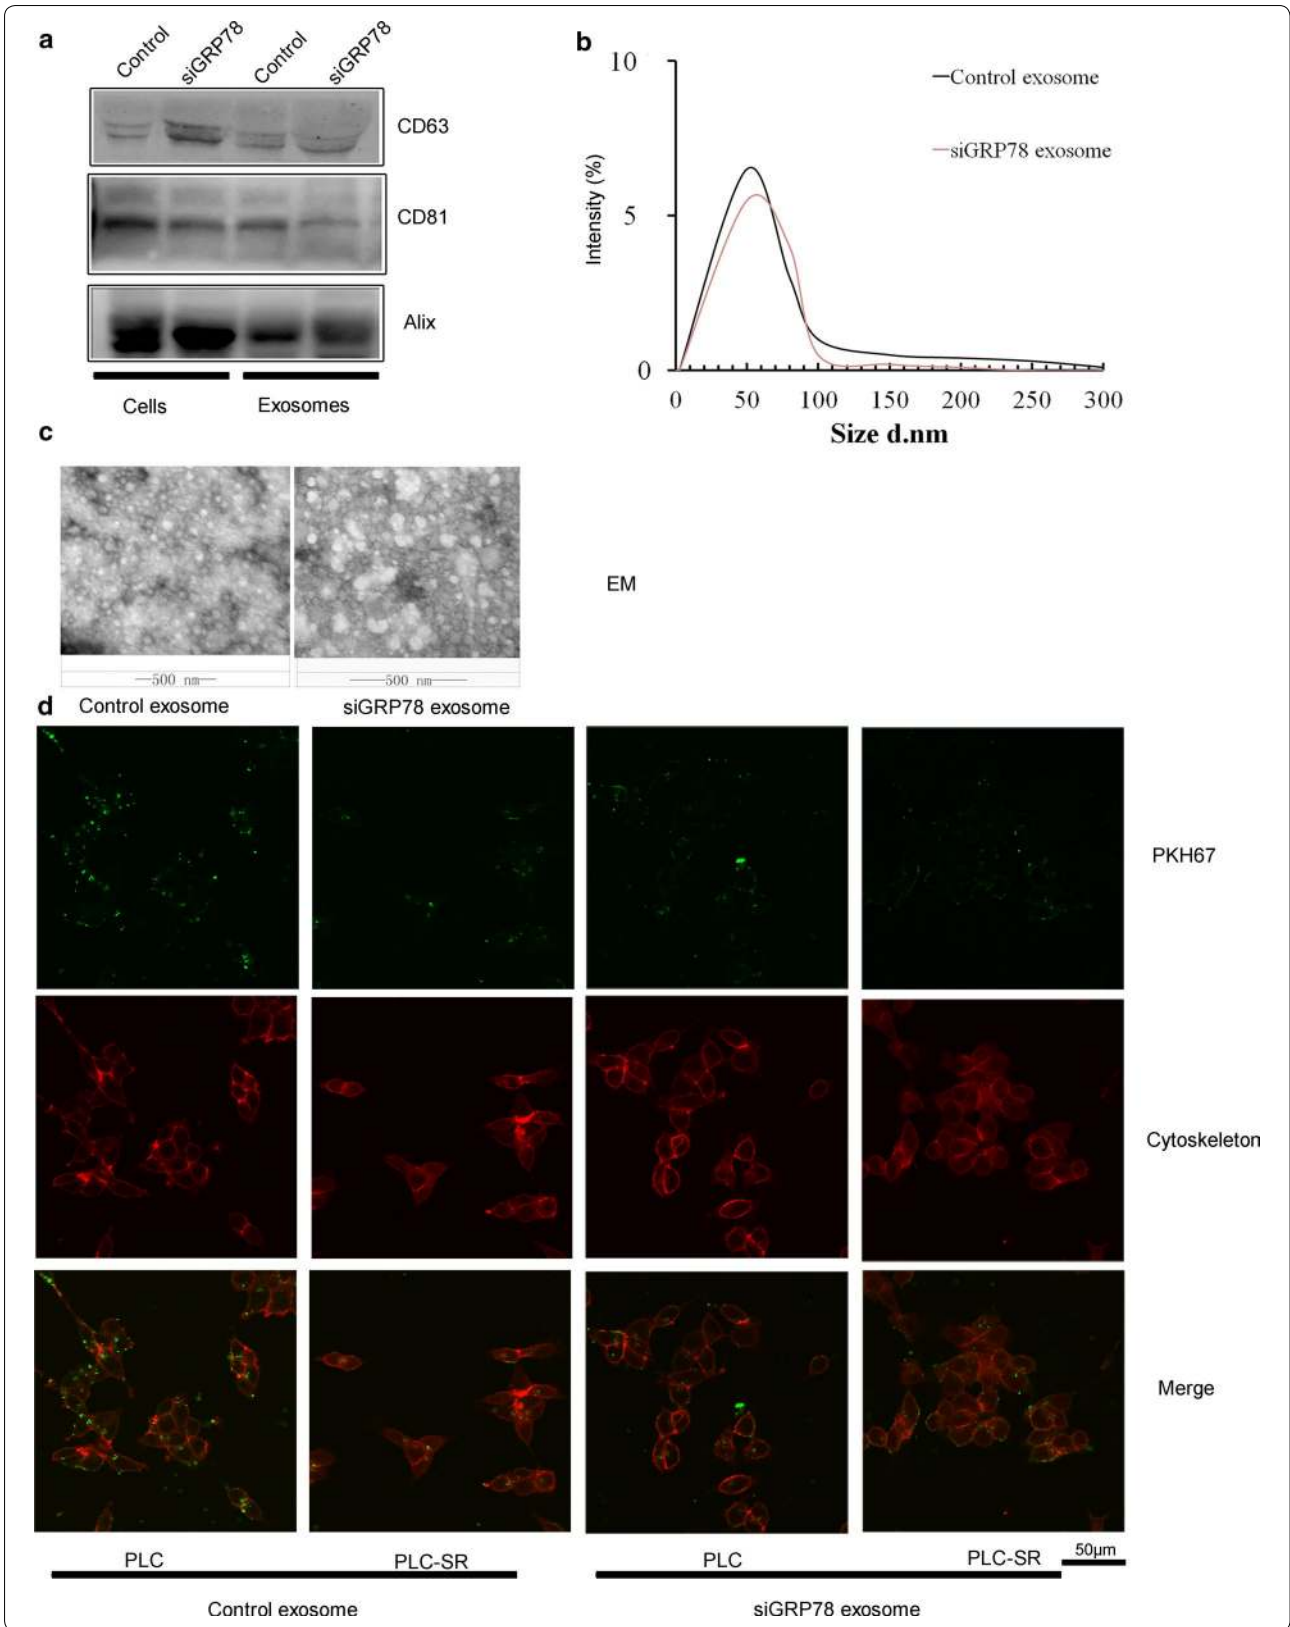 a
Control
siGRP78
Control
siGRP78
CD63
CD81
Alix
Cells
Exosomes
b
10
5
0
Intensity (%)
Control exosome
siGRP78 exosome
0 50 100 150 200 250 300
Size d.nm
c
500 nm
500 nm
EM
Control exosome
siGRP78 exosome
d
PKH67
Cytoskeleton
Merge
PLC
PLC-SR
PLC
PLC-SR
50µm
Control exosome
siGRP78 exosome